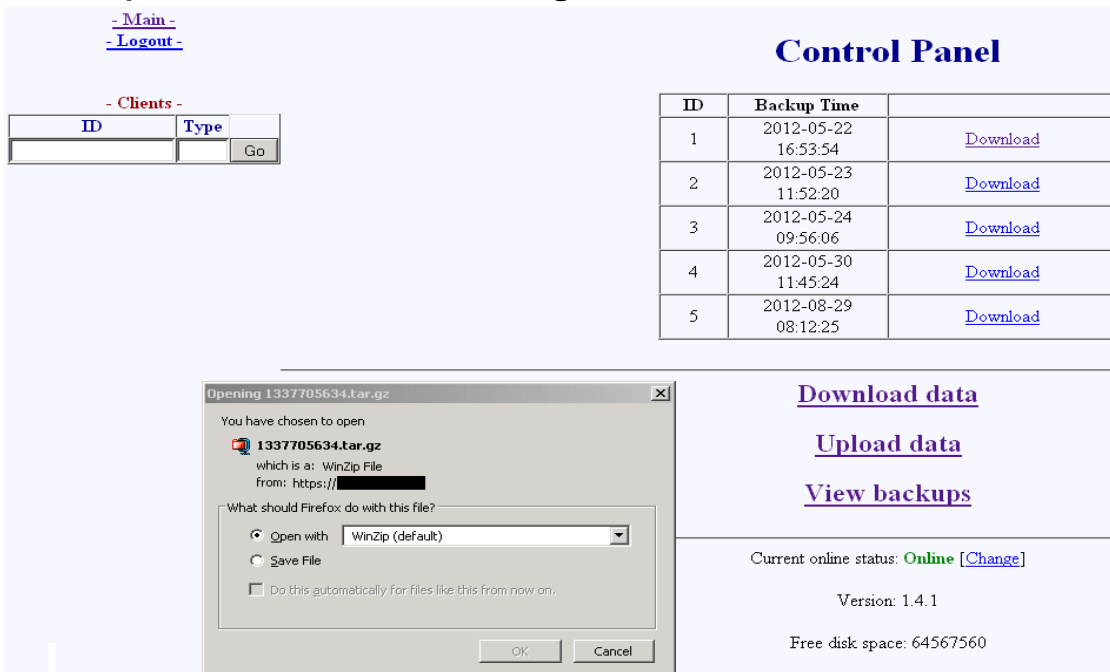 - Main -
- Logout -
Control Panel
- Clients -
ID Type
Go
ID Backup Time
1 2012-05-22 16:53:54 Download
2 2012-05-23 11:52:20 Download
3 2012-05-24 09:56:06 Download
4 2012-05-30 11:45:24 Download
5 2012-08-29 08:12:25 Download
Opening 1337705634.tar.gz
You have chosen to open
1337705634.tar.gz
which is a: WinZip File
from: https://
What should Firefox do with this file?
Open with WinZip (default)
Save File
Do this automatically for files like this from now on.
OK Cancel
Download data
Upload data
View backups
Current online status: Online [Change]
Version: 1.4.1
Free disk space: 64567560